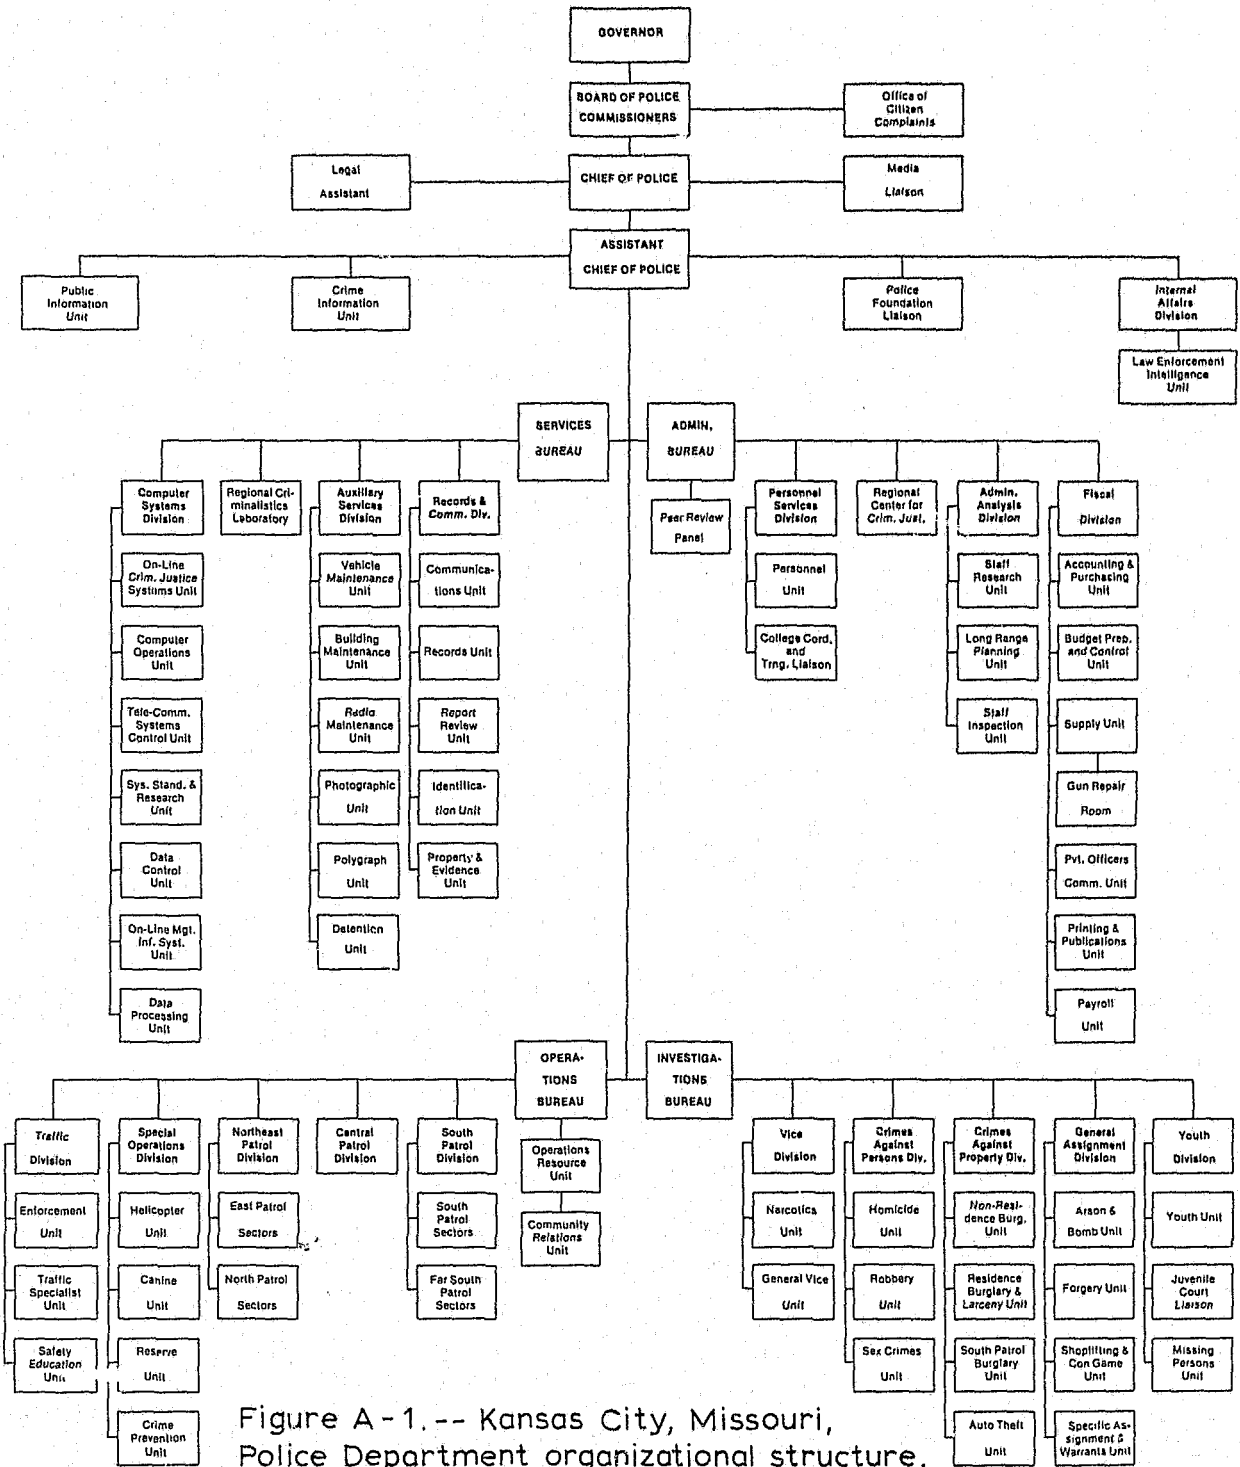 GOVERNOR
BOARD OF POLICE
COMMISSIONERS
Office of
Citizen
Complaints
Legal
Assistant
CHIEF OF POLICE
Media
Liaison
ASSISTANT
CHIEF OF POLICE
Public
Information
Unit
Crime
Information
Unit
Police
Foundation
Liaison
Internal
Affairs
Division
Law Enforcement
Intelligence
Unit
SERVICES
BUREAU
ADMIN.
BUREAU
Computer
Systems
Division
Regional Cri-
minalistics
Laboratory
Auxiliary
Services
Division
Records &
Comm. Div.
Peer Review
Panel
Personnel
Services
Division
Regional
Center for
Crim. Just.
Admin.
Analysis
Division
Fiscal
Division
On-Line
Crim. Justice
Systems Unit
Vehicle
Maintenance
Unit
Communica-
tions Unit
Personnel
Unit
Staff
Research
Unit
Accounting &
Purchasing
Unit
Computer
Operations
Unit
Building
Maintenance
Unit
Records Unit
College Cord.
and
Trng. Liaison
Long Range
Planning
Unit
Budget Prep.
and Control
Unit
Tele-Comm.
Systems
Control Unit
Radio
Maintenance
Unit
Report
Review
Unit
Staff
Inspection
Unit
Supply Unit
Sys. Stand. &
Research
Unit
Photographic
Unit
Identifica-
tion Unit
Gun Repair
Room
Data
Control
Unit
Polygraph
Unit
Property &
Evidence
Unit
Pvt. Officers
Comm. Unit
On-Line Mgt.
Inf. Syst.
Unit
Detention
Unit
Printing &
Publications
Unit
Data
Processing
Unit
Payroll
Unit
OPERA-
TIONS
BUREAU
INVESTIGA-
TIONS
BUREAU
Traffic
Division
Special
Operations
Division
Northeast
Patrol
Division
Central
Patrol
Division
South
Patrol
Division
Operations
Resource
Unit
Vice
Division
Crimes
Against
Persons Div.
Crimes
Against
Property Div.
General
Assignment
Division
Youth
Division
Enforcement
Unit
Helicopter
Unit
East Patrol
Sectors
South
Patrol
Sectors
Community
Relations
Unit
Narcotics
Unit
Homicide
Unit
Non-Resi-
dence Burg.
Unit
Arson &
Bomb Unit
Youth Unit
Traffic
Specialist
Unit
Canine
Unit
North Patrol
Sectors
Far South
Patrol
Sectors
General Vice
Unit
Robbery
Unit
Residence
Burglary &
Larceny Unit
Forgery Unit
Juvenile
Court
Liaison
Safety
Education
Unit
Reserve
Unit
Sex Crimes
Unit
South Patrol
Burglary
Unit
Shoplifting &
Con Game
Unit
Missing
Persons
Unit
Crime
Prevention
Unit
Auto Theft
Unit
Specific As-
signment &
Warrants Unit
Figure A-1.-- Kansas City, Missouri,
Police Department organizational structure.